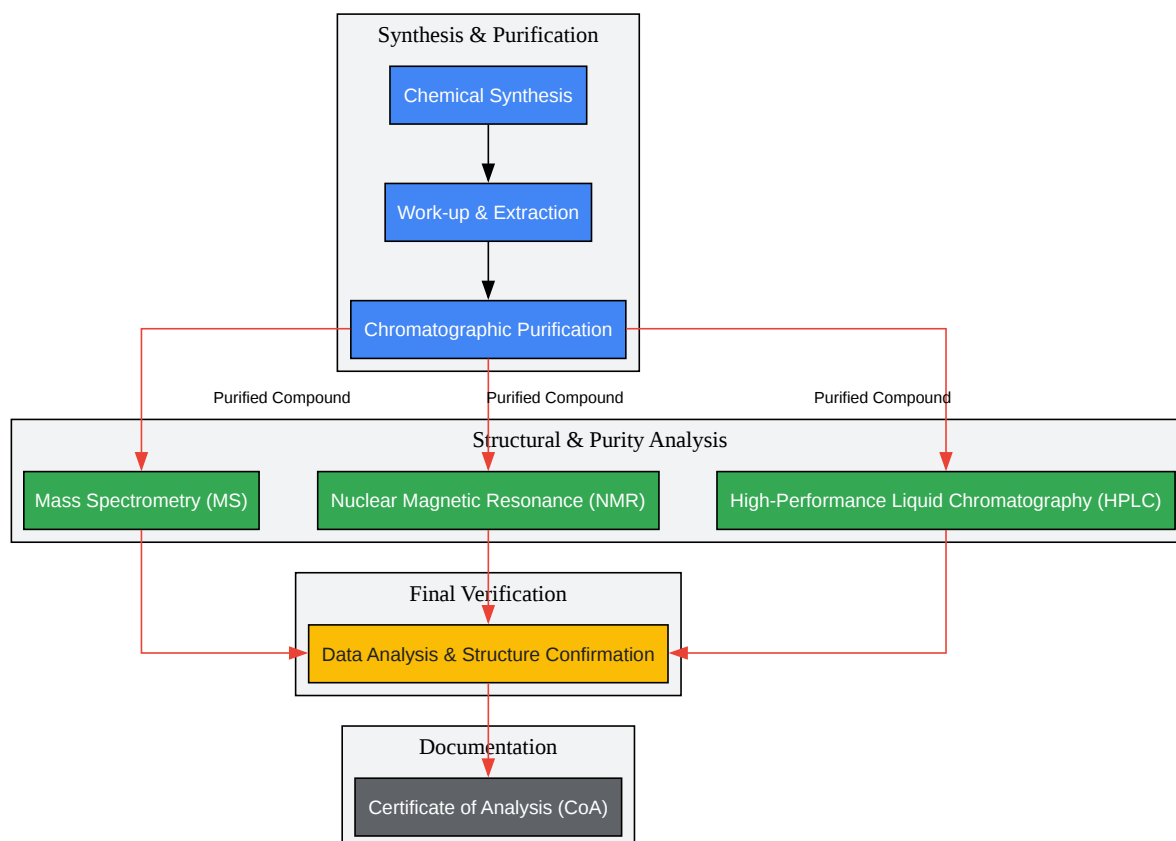 Synthesis & Purification
Chemical Synthesis
Work-up & Extraction
Chromatographic Purification
Purified Compound
Purified Compound
Purified Compound
Structural & Purity Analysis
Mass Spectrometry (MS)
Nuclear Magnetic Resonance (NMR)
High-Performance Liquid Chromatography (HPLC)
Final Verification
Data Analysis & Structure Confirmation
Documentation
Certificate of Analysis (CoA)